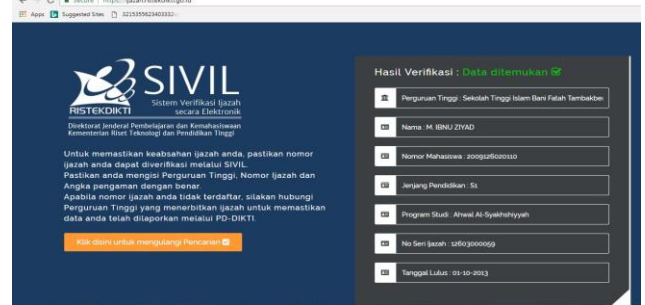 Secure
Apps Suggested Sites
SIVIL
Sistem Verifikasi Ijazah
secara Elektronik
RISTEKDIKTI
Direktorat Jenderal Pembelajaran dan Kemahasiswaan
Kementerian Riset Teknologi dan Pendidikan Tinggi
Untuk memastikan keabsahan ijazah anda, pastikan nomor
ijazah anda dapat diverifikasi melalui SIVIL.
Pastikan anda mengisi Perguruan Tinggi, Nomor Ijazah dan
Angka pengaman dengan benar.
Apabila nomor ijazah anda tidak terdaftar, silakan hubungi
Perguruan Tinggi yang menerbitkan ijazah untuk memastikan
data anda telah dilaporkan melalui PD-DIKTI.
Klik disini untuk mengulangi Pencarian
Hasil Verifikasi : Data ditemukan
Perguruan Tinggi : Sekolah Tinggi Islam Bani Fatah Tambakber
Nama : M. IBNU ZIYAD
Nomor Mahasiswa : 2009126020110
Jenjang Pendidikan : S1
Program Studi : Ahwal Al-Syakhshiyyah
No Seri Ijazah : 12603000059
Tanggal Lulus : 01-10-2013